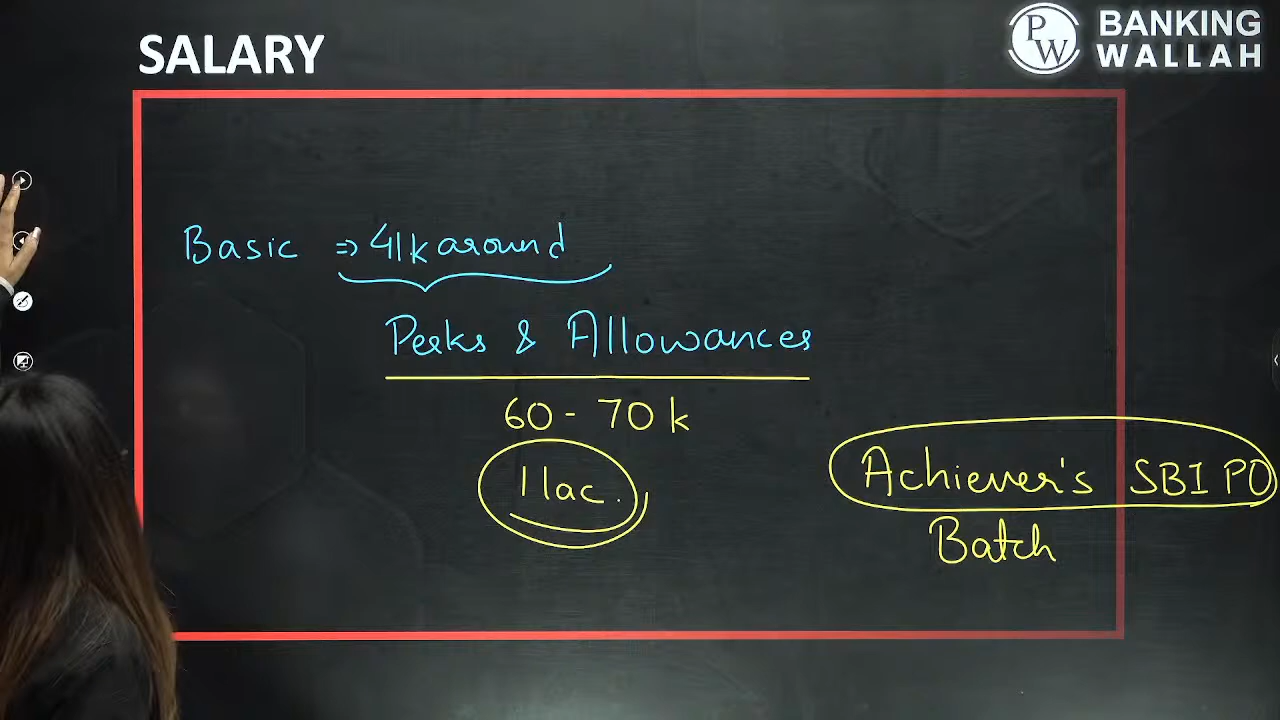 SALARY
PW BANKING
WALLAH
Basic ⇒ 41k around
Perks & Allowances
60 - 70 k
1 lac.
Achiever's SBI PO
Batch